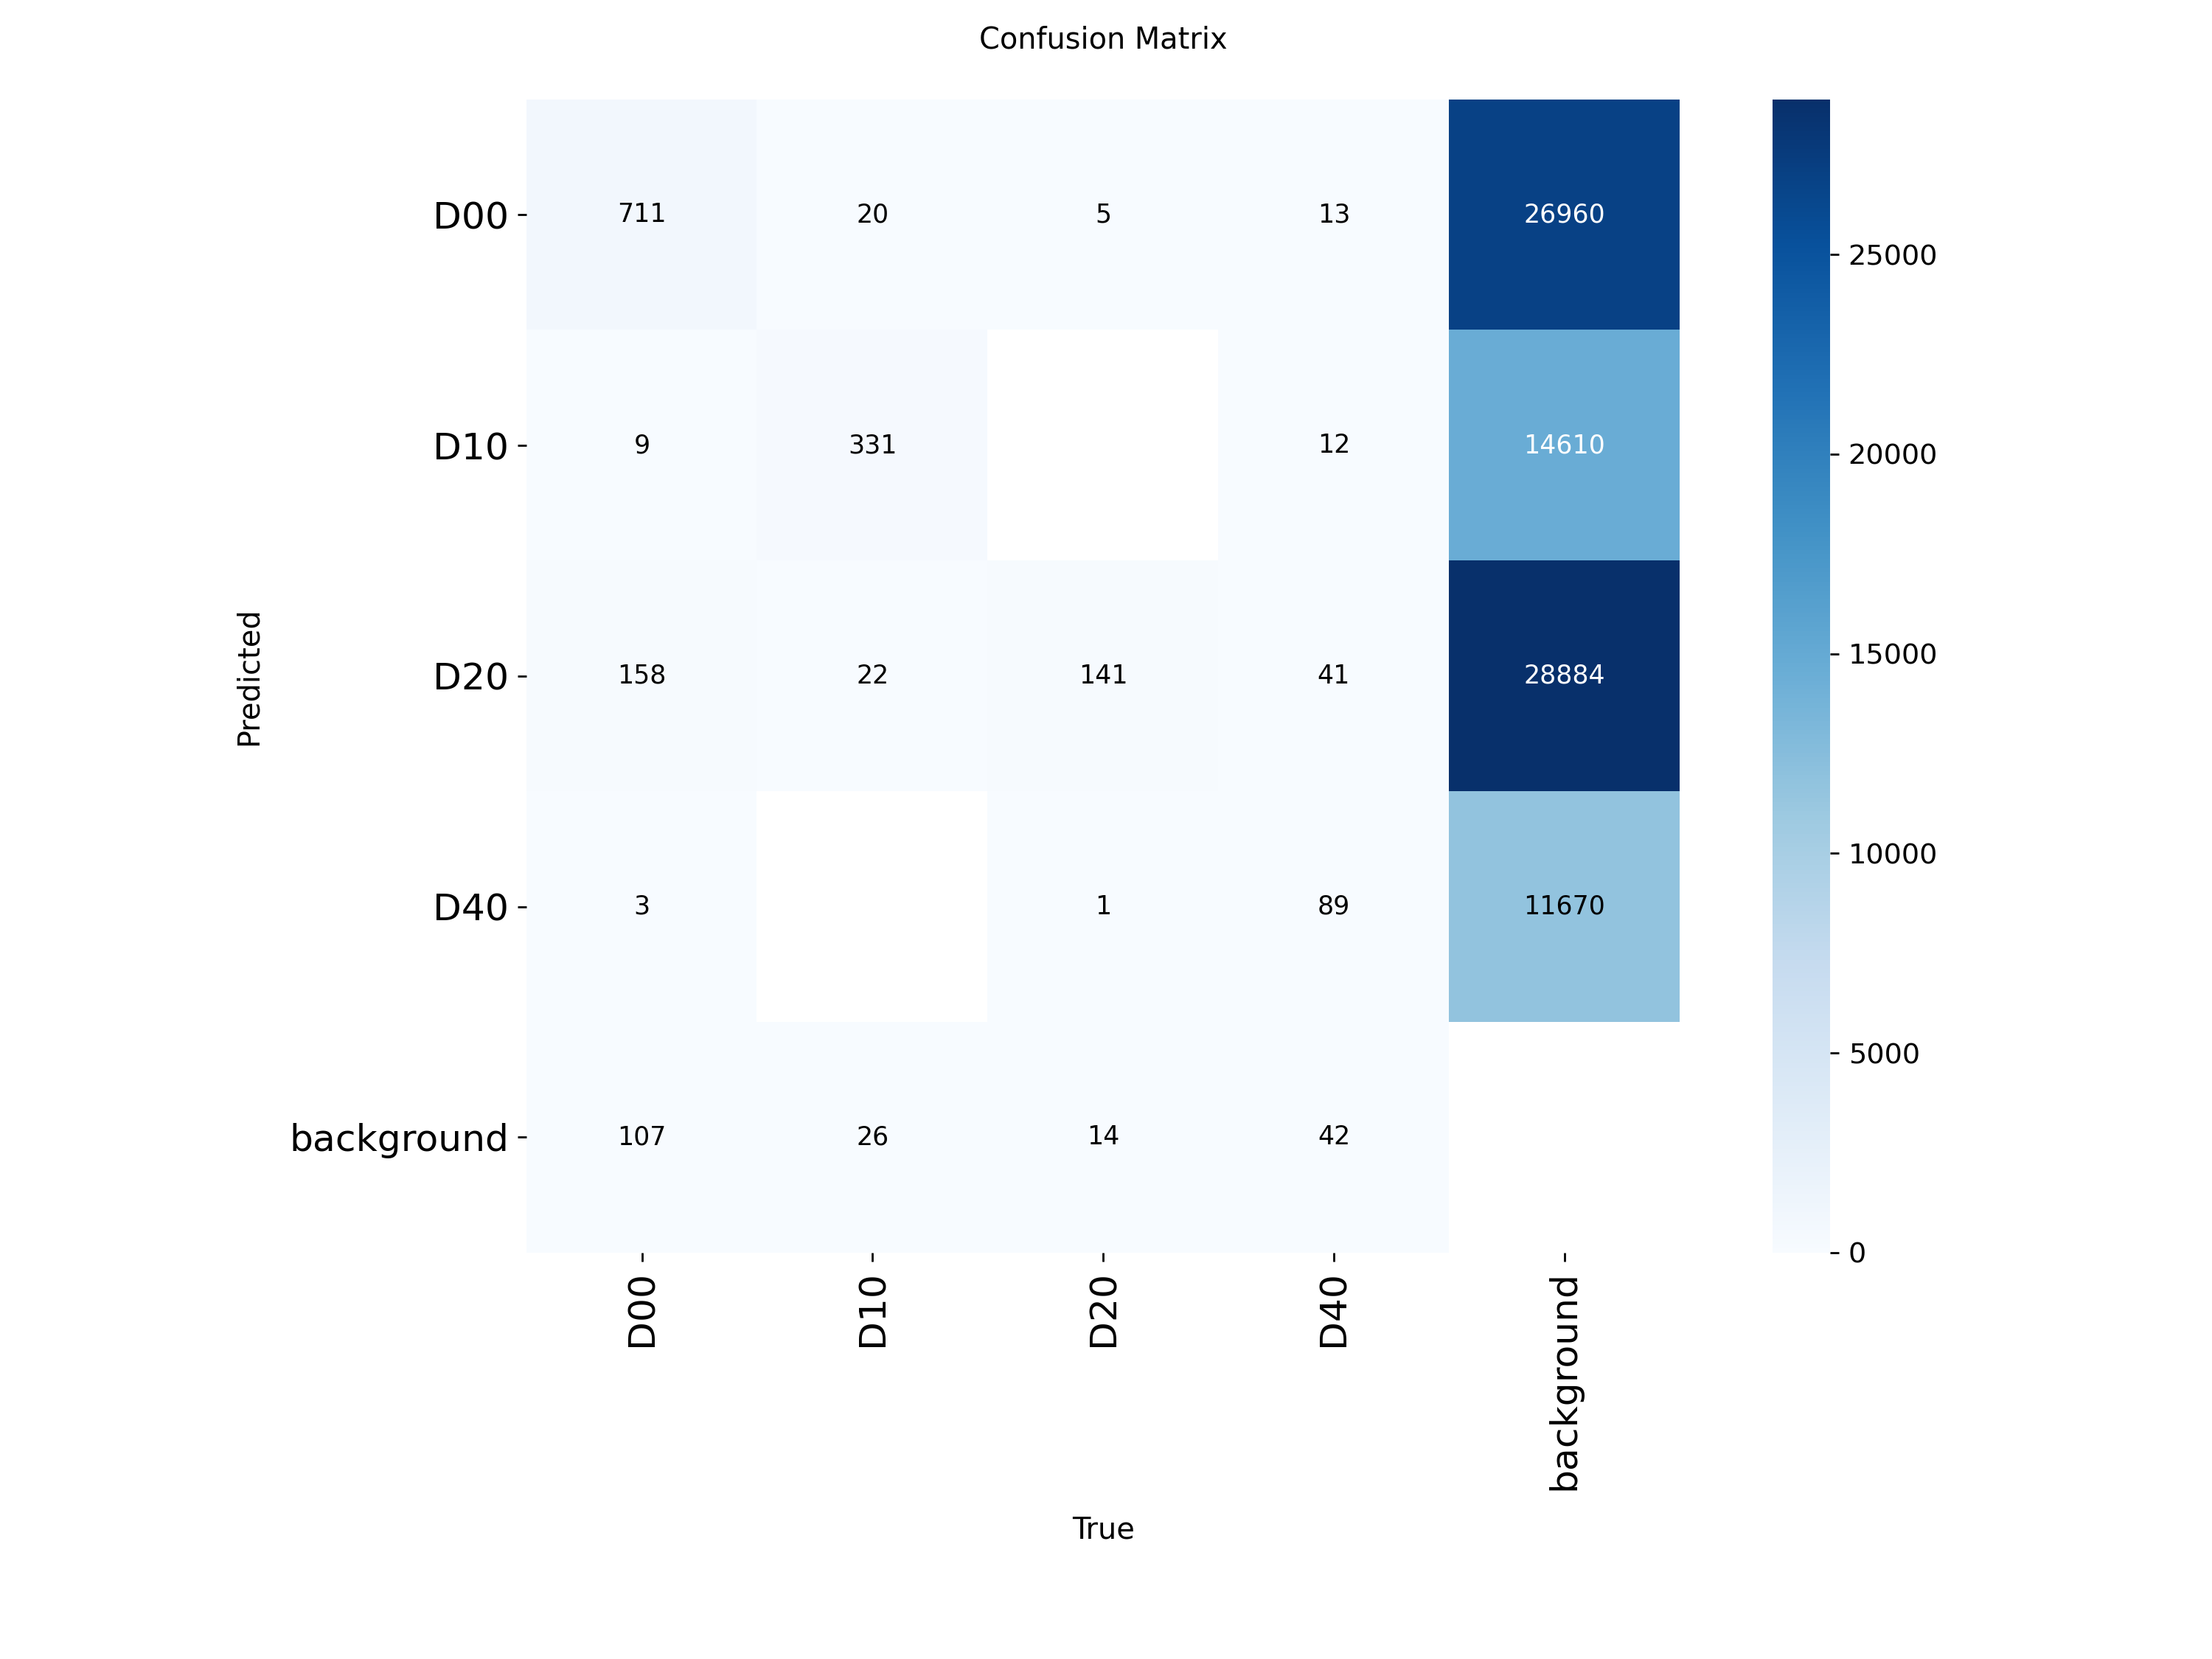 Confusion Matrix
D00 711 20 5 13 26960
D10 9 331 12 14610
D20 158 22 141 41 28884
D40 3 1 89 11670
background 107 26 14 42
Predicted
D00 D10 D20 D40 background
True
25000
20000
15000
10000
5000
0